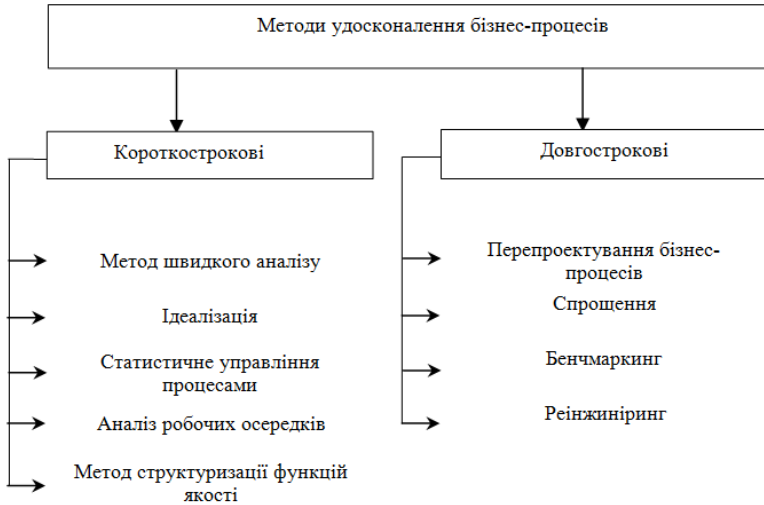 Методи удосконалення бізнес-процесів
Короткострокові
Метод швидкого аналізу
Ідеалізація
Статистичне управління
процесами
Аналіз робочих осередків
Метод структуризації функцій
якості
Довгострокові
Перепроектування бізнес-
процесів
Спрощення
Бенчмаркинг
Реінжиніринг